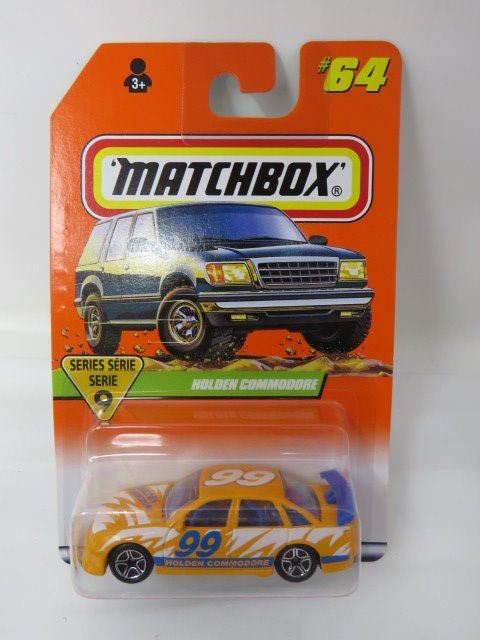 3+
#64
'MATCHBOX'®
SERIES SÉRIE
SERIE
9
HOLDEN COMMODORE
99
99
HOLDEN COMMODORE